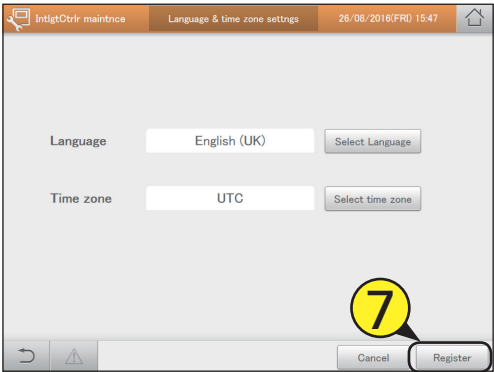 IntlgtCtrlr maintnce Language & time zone settngs 26/08/2016(FRI) 15:47
Language English (UK) Select Language
Time zone UTC Select time zone
7
Cancel Register